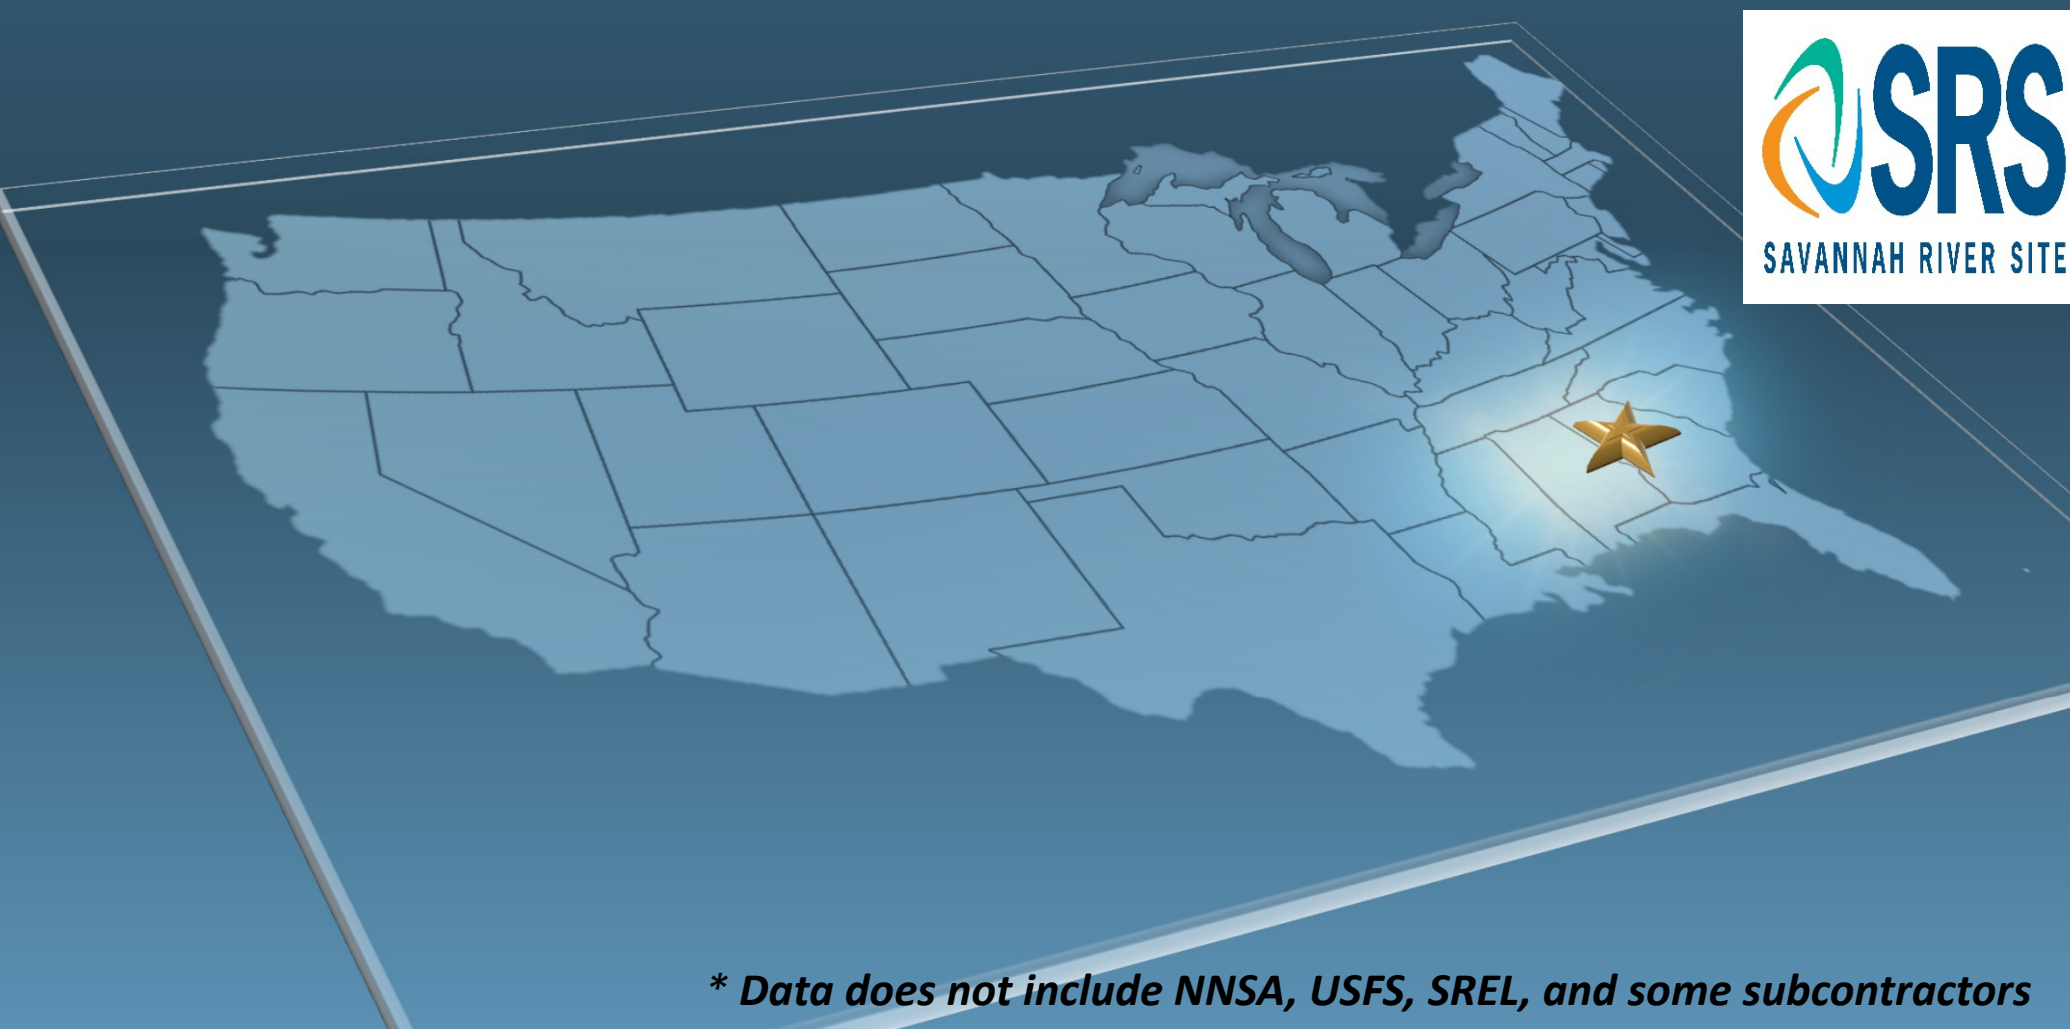 SRS
SAVANNAH RIVER SITE
* Data does not include NNSA, USFS, SREL, and some subcontractors